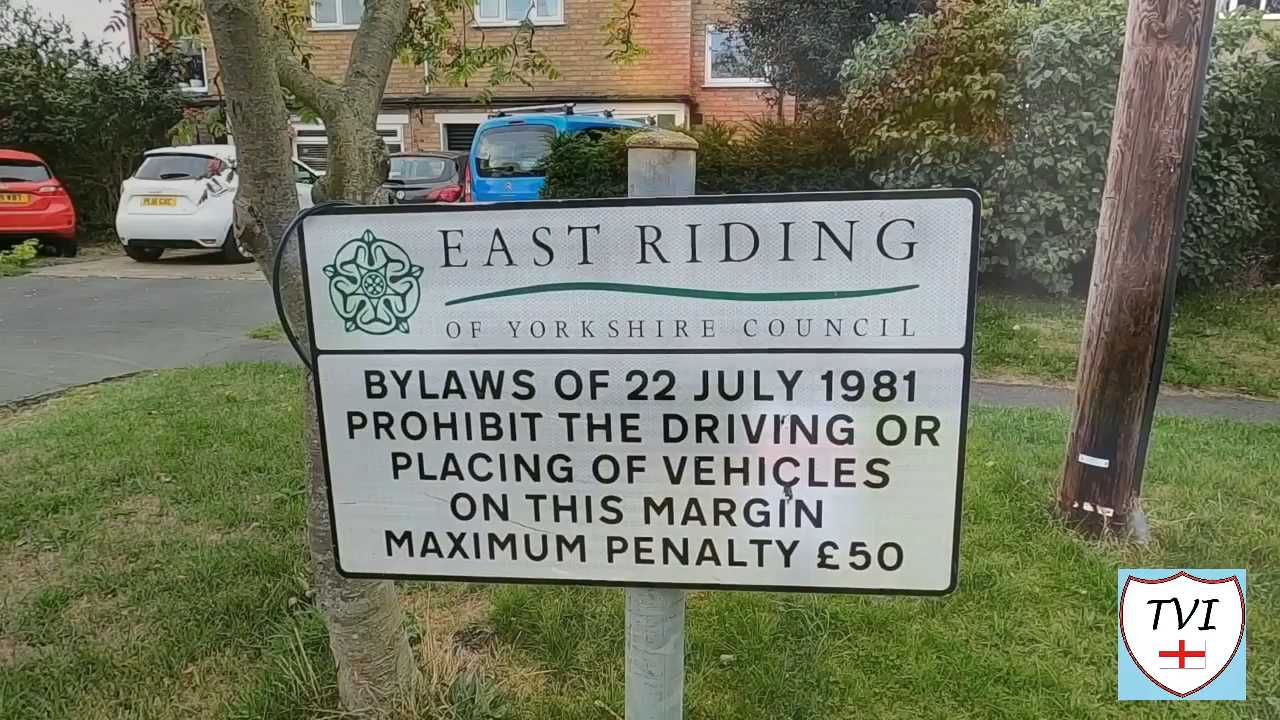 EAST RIDING
OF YORKSHIRE COUNCIL
BYLAWS OF 22 JULY 1981
PROHIBIT THE DRIVING OR
PLACING OF VEHICLES
ON THIS MARGIN
MAXIMUM PENALTY £50
TVI